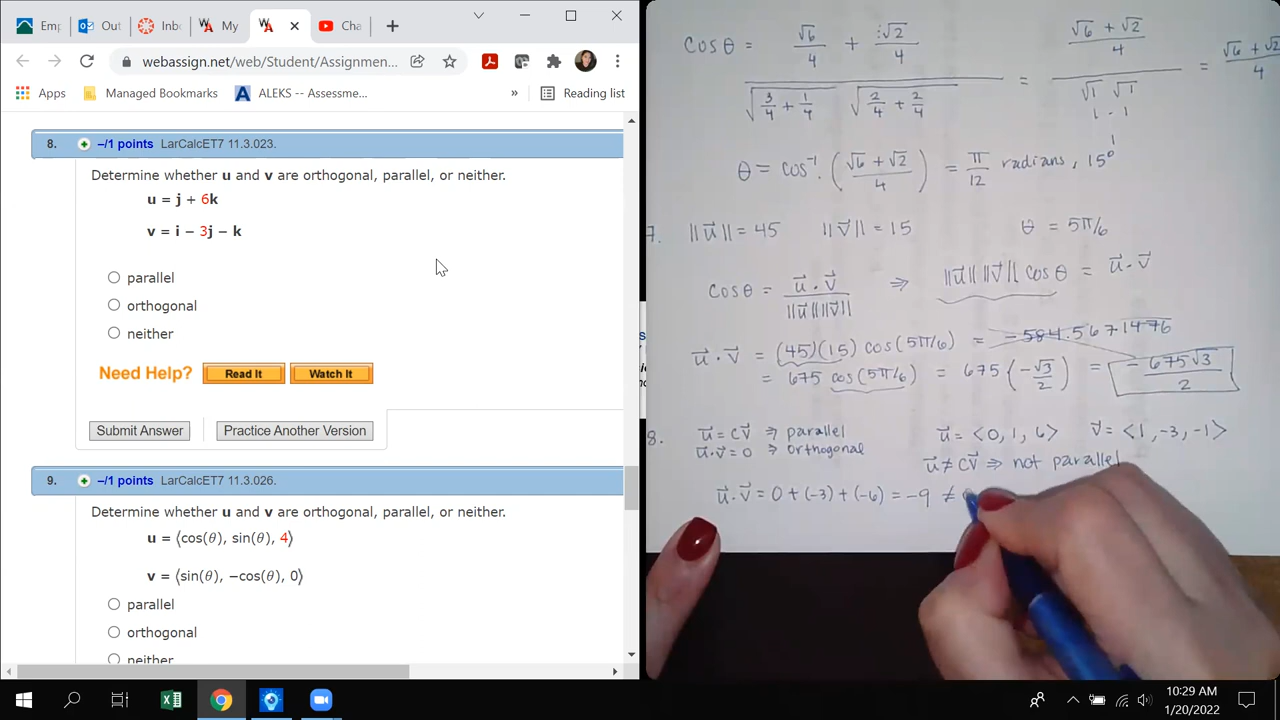 Emp
Out
Inbo
My
Cha
webassign.net/web/Student/Assignmen...
Apps
Managed Bookmarks
ALEKS -- Assessme...
»
Reading list
8.
–/1 points
LarCalcET7 11.3.023.
Determine whether u and v are orthogonal, parallel, or neither.
u = j + 6k
v = i − 3j − k
parallel
orthogonal
neither
Need Help?
Read It
Watch It
Submit Answer
Practice Another Version
9.
–/1 points
LarCalcET7 11.3.026.
Determine whether u and v are orthogonal, parallel, or neither.
u = ⟨cos(θ), sin(θ), 4⟩
v = ⟨sin(θ), −cos(θ), 0⟩
parallel
orthogonal
neither
10:29 AM
1/20/2022
cos θ = (√6/4 + √2/4) / (√(3/4 + 1/4) √(2/4 + 2/4)) = ((√6 + √2)/4) / (√1 √1) = (√6 + √2)/4
1 · 1
θ = cos⁻¹ ((√6 + √2)/4) = π/12 radians, 15°
7. ||u⃗|| = 45 ||v⃗|| = 15 θ = 5π/6
cos θ = u⃗ · v⃗ / ||u⃗|| ||v⃗|| ⇒ ||u⃗|| ||v⃗|| cos θ = u⃗ · v⃗
u⃗ · v⃗ = (45)(15) cos(5π/6) = −584.5671476
= 675 cos(5π/6) = 675 (−√3/2) = −675√3/2
8. u⃗ = cv⃗ ⇒ parallel u⃗ = <0, 1, 6> v⃗ = <1, −3, −1>
u⃗ · v⃗ = 0 ⇒ orthogonal
u⃗ ≠ cv⃗ ⇒ not parallel
u⃗ · v⃗ = 0 + (−3) + (−6) = −9 ≠